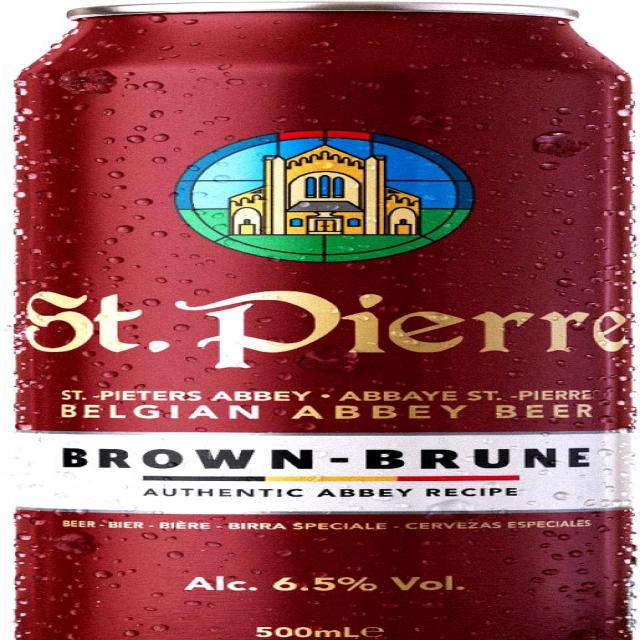 St. Pierre
ST. -PIETERS ABBEY • ABBAYE ST. -PIERRE
BELGIAN ABBEY BEER
BROWN-BRUNE
AUTHENTIC ABBEY RECIPE
BEER - BIER - BIÈRE - BIRRA SPECIALE - CERVEZAS ESPECIALES
Alc. 6.5% Vol.
500mLe